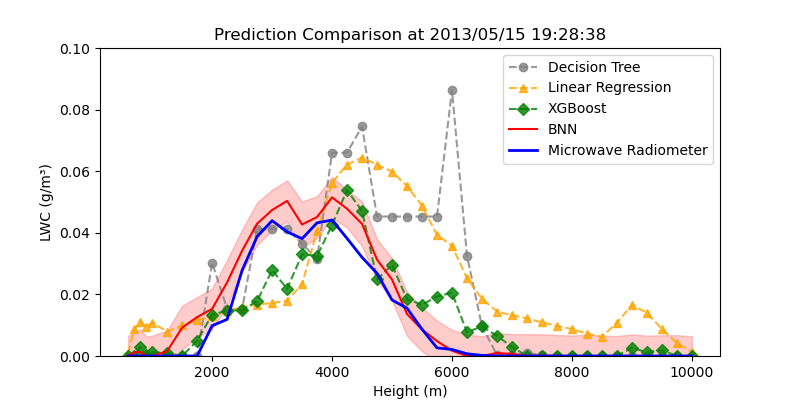 Prediction Comparison at 2013/05/15 19:28:38
0.10
0.08
0.06
0.04
0.02
0.00
LWC (g/m³)
Decision Tree
Linear Regression
XGBoost
BNN
Microwave Radiometer
2000 4000 6000 8000 10000
Height (m)